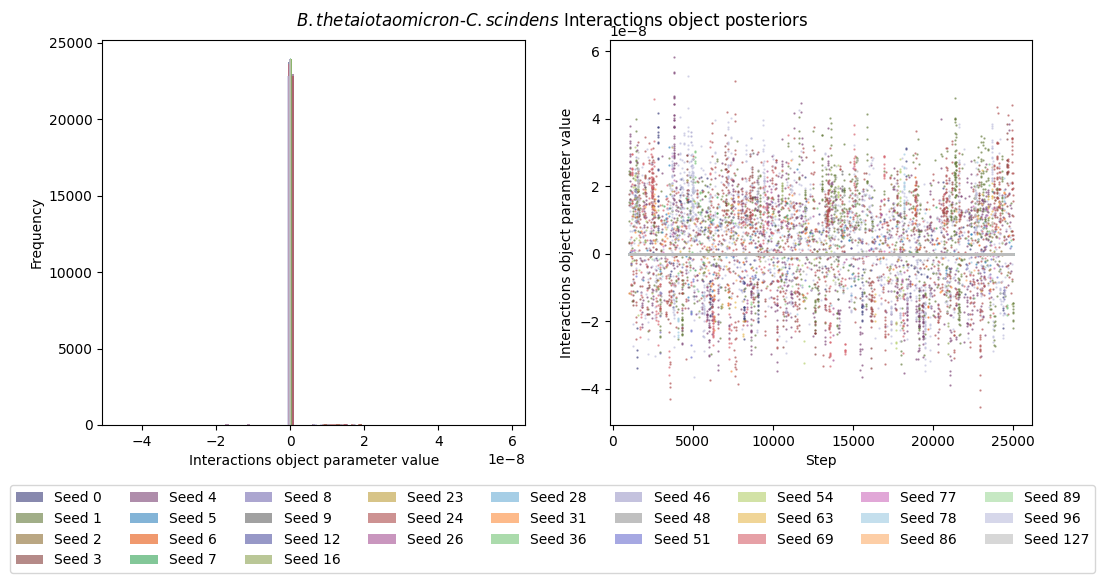 B.thetaiotaomicron-C.scindens Interactions object posteriors
25000
20000
15000
10000
5000
0
Frequency
−4 −2 0 2 4 6
1e−8
Interactions object parameter value
1e−8
6
4
2
0
−2
−4
Interactions object parameter value
0 5000 10000 15000 20000 25000
Step
Seed 0 Seed 4 Seed 8 Seed 23 Seed 28 Seed 46 Seed 54 Seed 77 Seed 89
Seed 1 Seed 5 Seed 9 Seed 24 Seed 31 Seed 48 Seed 63 Seed 78 Seed 96
Seed 2 Seed 6 Seed 12 Seed 26 Seed 36 Seed 51 Seed 69 Seed 86 Seed 127
Seed 3 Seed 7 Seed 16